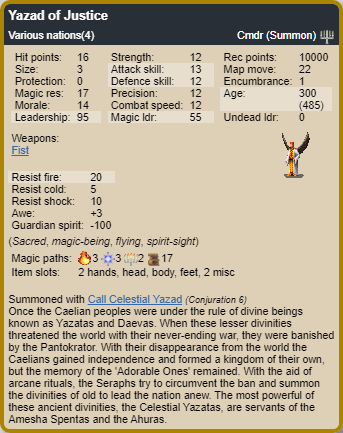 Yazad of Justice
Various nations(4) Cmdr (Summon)
Hit points: 16 Strength: 12 Rec points: 10000
Size: 3 Attack skill: 13 Map move: 22
Protection: 0 Defence skill: 12 Encumbrance: 1
Magic res: 17 Precision: 12 Age: 300
Morale: 14 Combat speed: 12 (485)
Leadership: 95 Magic ldr: 55 Undead ldr: 0
Weapons:
Fist
Resist fire: 20
Resist cold: 5
Resist shock: 10
Awe: +3
Guardian spirit: -100
(Sacred, magic-being, flying, spirit-sight)
Magic paths: 3 3 2 17
Item slots: 2 hands, head, body, feet, 2 misc
Summoned with Call Celestial Yazad (Conjuration 6)
Once the Caelian peoples were under the rule of divine beings
known as Yazatas and Daevas. When these lesser divinities
threatened the world with their never-ending war, they were banished
by the Pantokrator. With their disappearance from the world the
Caelians gained independence and formed a kingdom of their own,
but the memory of the 'Adorable Ones' remained. With the aid of
arcane rituals, the Seraphs try to circumvent the ban and summon
the divinities of old to lead the nation anew. The most powerful of
these ancient divinities, the Celestial Yazatas, are servants of the
Amesha Spentas and the Ahuras.